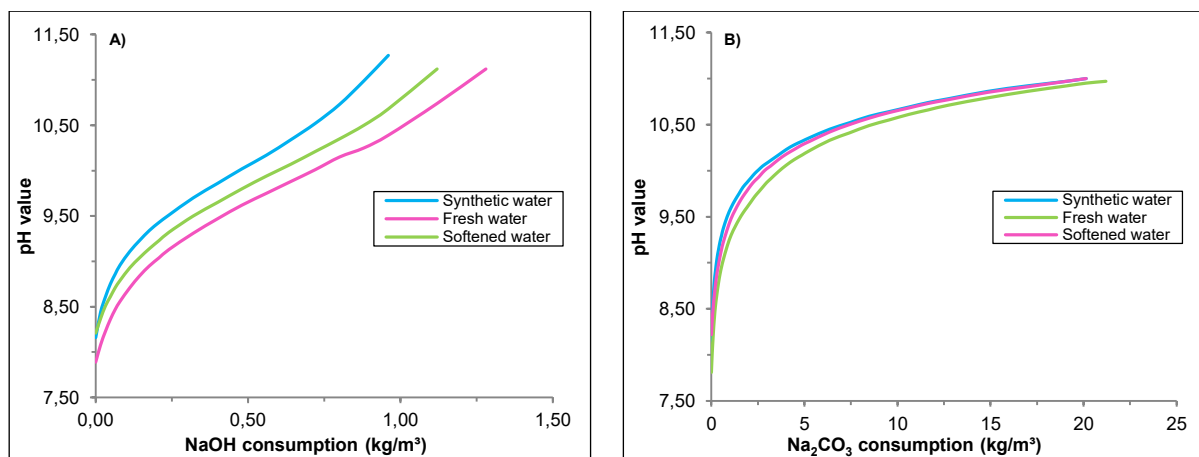 A)
11,50
10,50
9,50
8,50
7,50
pH value
Synthetic water
Fresh water
Softened water
0,00
0,50
1,00
1,50
NaOH consumption (kg/m³)
B)
11,50
10,50
9,50
8,50
7,50
pH value
Synthetic water
Fresh water
Softened water
0
5
10
15
20
25
Na₂CO₃ consumption (kg/m³)